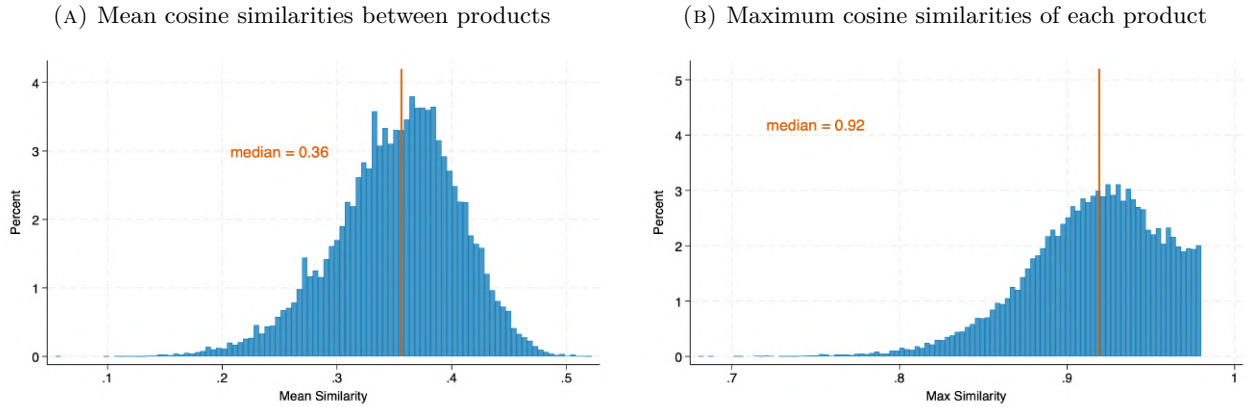 (A) Mean cosine similarities between products
4
3
2
1
0
Percent
median = 0.36
.1 .2 .3 .4 .5
Mean Similarity
(B) Maximum cosine similarities of each product
5
4
3
2
1
0
Percent
median = 0.92
.7 .8 .9 1
Max Similarity